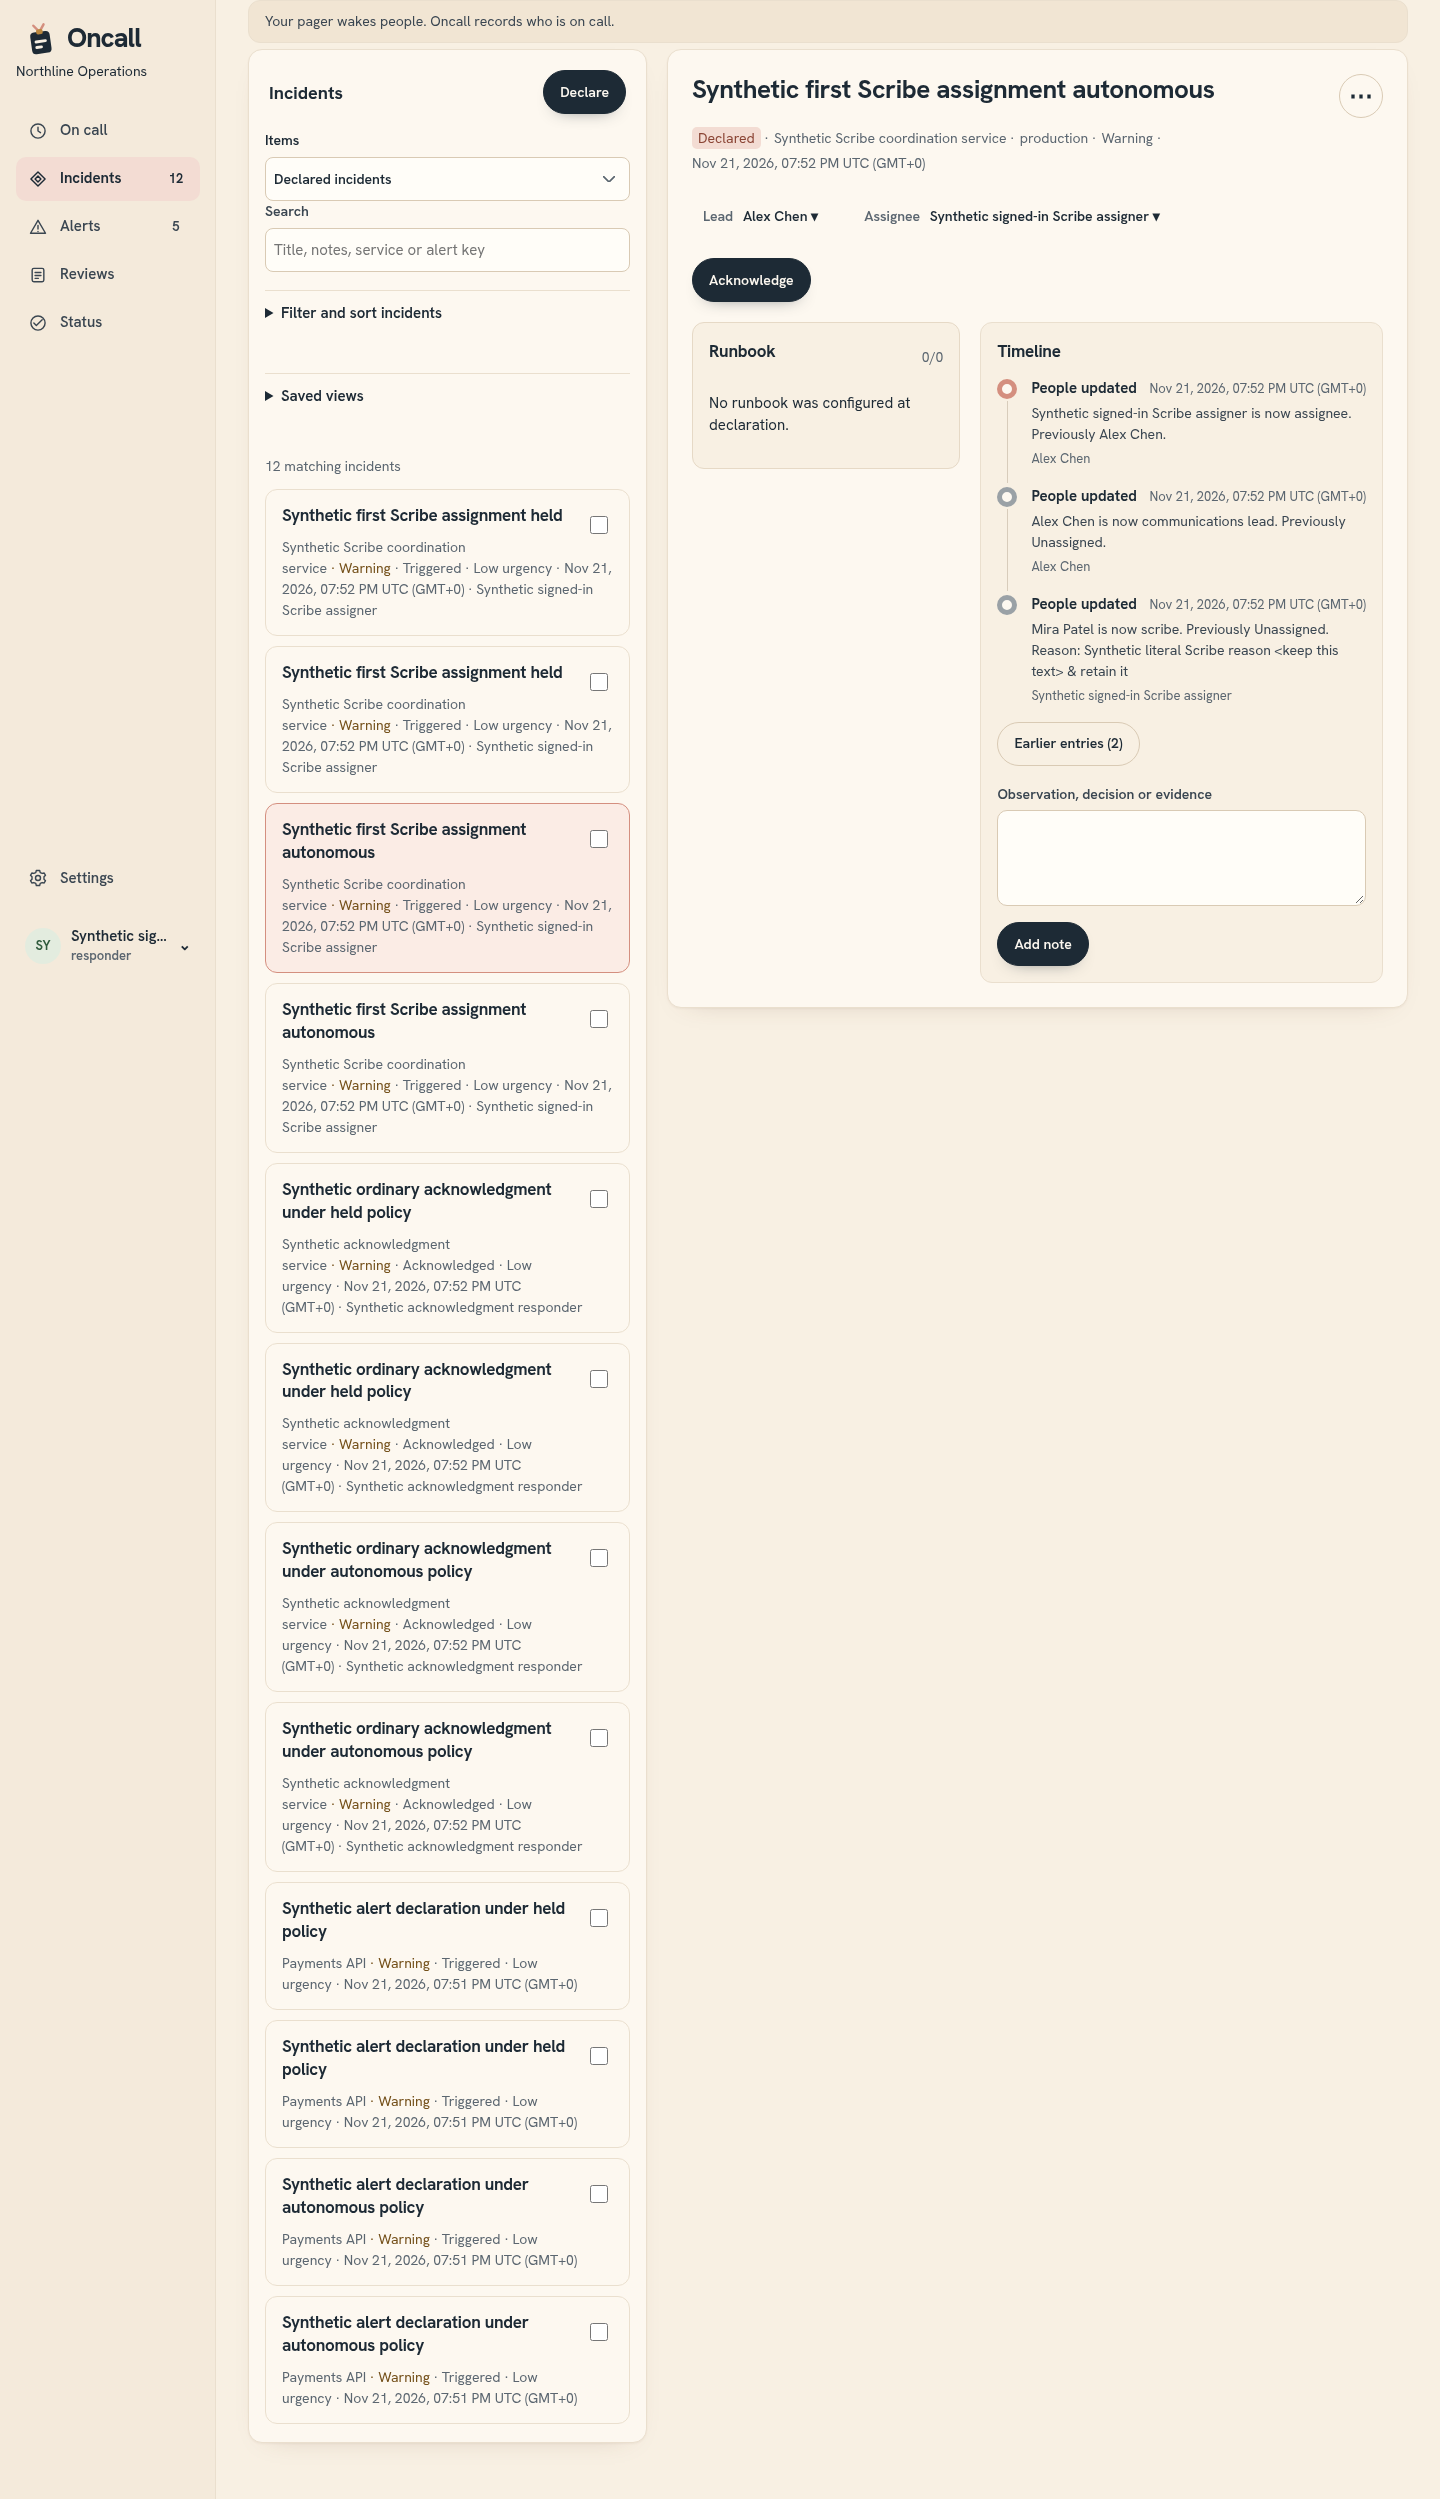 Oncall
Northline Operations
On call
Incidents 12
Alerts 5
Reviews
Status
Settings
SY
Synthetic sig...
responder
Your pager wakes people. Oncall records who is on call.
Incidents
Declare
Items
Declared incidents
Search
Title, notes, service or alert key
Filter and sort incidents
Saved views
12 matching incidents
Synthetic first Scribe assignment held
Synthetic Scribe coordination
service · Warning · Triggered · Low urgency · Nov 21,
2026, 07:52 PM UTC (GMT+0) · Synthetic signed-in
Scribe assigner
Synthetic first Scribe assignment held
Synthetic Scribe coordination
service · Warning · Triggered · Low urgency · Nov 21,
2026, 07:52 PM UTC (GMT+0) · Synthetic signed-in
Scribe assigner
Synthetic first Scribe assignment
autonomous
Synthetic Scribe coordination
service · Warning · Triggered · Low urgency · Nov 21,
2026, 07:52 PM UTC (GMT+0) · Synthetic signed-in
Scribe assigner
Synthetic first Scribe assignment
autonomous
Synthetic Scribe coordination
service · Warning · Triggered · Low urgency · Nov 21,
2026, 07:52 PM UTC (GMT+0) · Synthetic signed-in
Scribe assigner
Synthetic ordinary acknowledgment
under held policy
Synthetic acknowledgment
service · Warning · Acknowledged · Low
urgency · Nov 21, 2026, 07:52 PM UTC
(GMT+0) · Synthetic acknowledgment responder
Synthetic ordinary acknowledgment
under held policy
Synthetic acknowledgment
service · Warning · Acknowledged · Low
urgency · Nov 21, 2026, 07:52 PM UTC
(GMT+0) · Synthetic acknowledgment responder
Synthetic ordinary acknowledgment
under autonomous policy
Synthetic acknowledgment
service · Warning · Acknowledged · Low
urgency · Nov 21, 2026, 07:52 PM UTC
(GMT+0) · Synthetic acknowledgment responder
Synthetic ordinary acknowledgment
under autonomous policy
Synthetic acknowledgment
service · Warning · Acknowledged · Low
urgency · Nov 21, 2026, 07:52 PM UTC
(GMT+0) · Synthetic acknowledgment responder
Synthetic alert declaration under held
policy
Payments API · Warning · Triggered · Low
urgency · Nov 21, 2026, 07:51 PM UTC (GMT+0)
Synthetic alert declaration under held
policy
Payments API · Warning · Triggered · Low
urgency · Nov 21, 2026, 07:51 PM UTC (GMT+0)
Synthetic alert declaration under
autonomous policy
Payments API · Warning · Triggered · Low
urgency · Nov 21, 2026, 07:51 PM UTC (GMT+0)
Synthetic alert declaration under
autonomous policy
Payments API · Warning · Triggered · Low
urgency · Nov 21, 2026, 07:51 PM UTC (GMT+0)
Synthetic first Scribe assignment autonomous
Declared · Synthetic Scribe coordination service · production · Warning ·
Nov 21, 2026, 07:52 PM UTC (GMT+0)
Lead Alex Chen ▾ Assignee Synthetic signed-in Scribe assigner ▾
Acknowledge
Runbook 0/0
No runbook was configured at
declaration.
Timeline
People updated Nov 21, 2026, 07:52 PM UTC (GMT+0)
Synthetic signed-in Scribe assigner is now assignee.
Previously Alex Chen.
Alex Chen
People updated Nov 21, 2026, 07:52 PM UTC (GMT+0)
Alex Chen is now communications lead. Previously
Unassigned.
Alex Chen
People updated Nov 21, 2026, 07:52 PM UTC (GMT+0)
Mira Patel is now scribe. Previously Unassigned.
Reason: Synthetic literal Scribe reason <keep this
text> & retain it
Synthetic signed-in Scribe assigner
Earlier entries (2)
Observation, decision or evidence
Add note